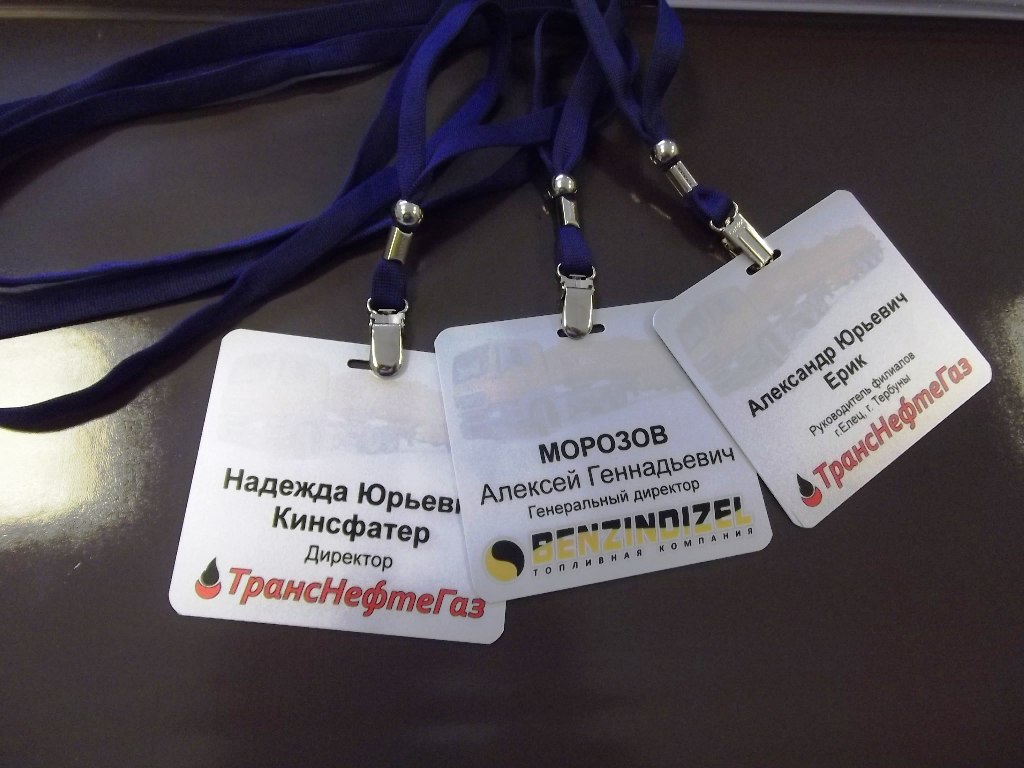 Надежда Юрьеви
Кинсфатер
Директор
ТрансНефтеГаз
МОРОЗОВ
Алексей Геннадьевич
Генеральный директор
BENZINDIZEL
ТОПЛИВНАЯ КОМПАНИЯ
Александр Юрьевич
Ерик
Руководитель филиалов
г.Елец, г. Тербуны
ТрансНефтеГаз